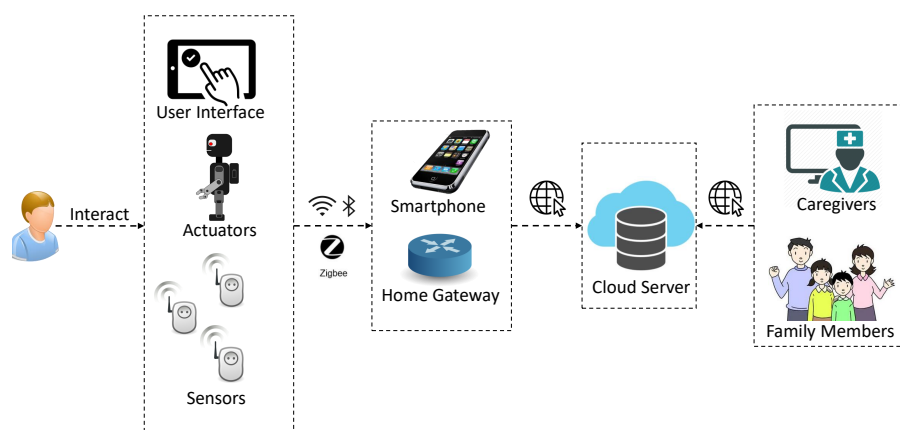 Interact
User Interface
Actuators
Sensors
Zigbee
Smartphone
Home Gateway
Cloud Server
Caregivers
Family Members